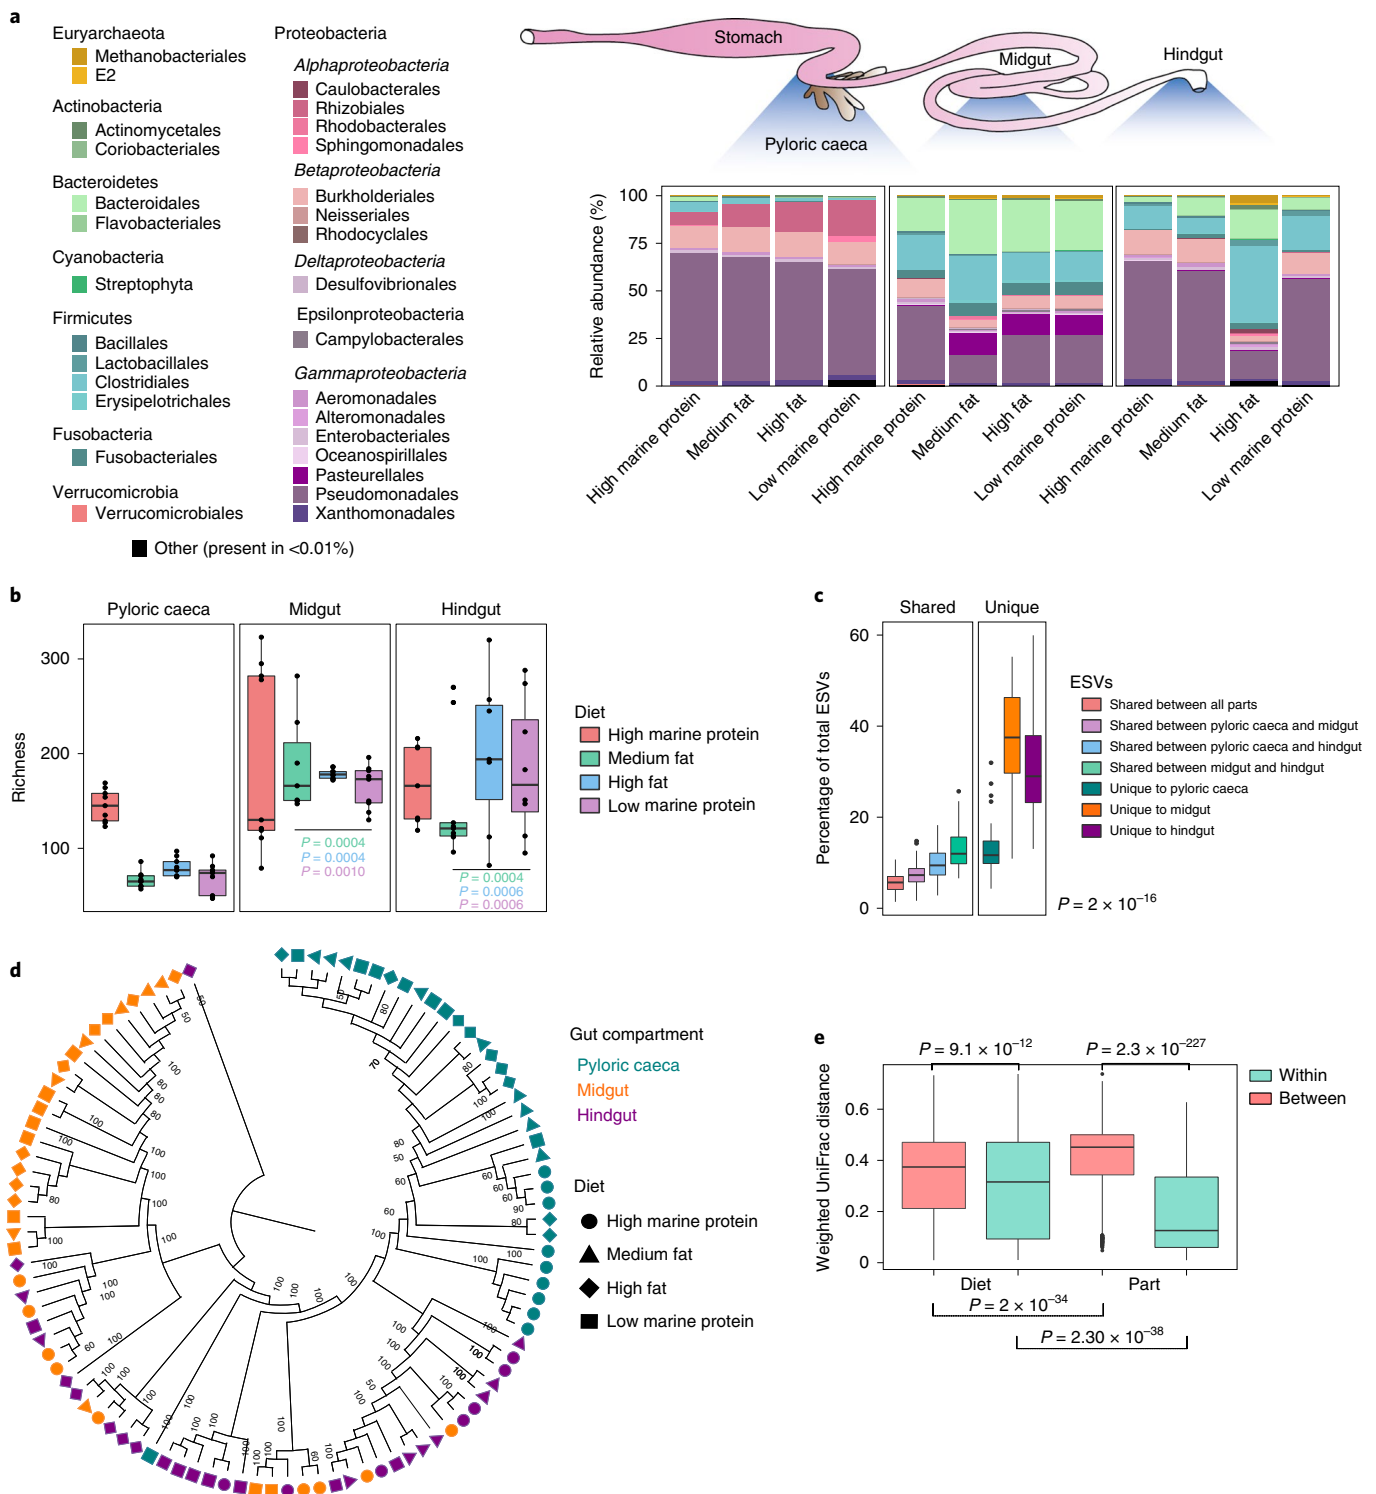 a
Euryarchaeota
Methanobacteriales
E2
Actinobacteria
Actinomycetales
Coriobacteriales
Bacteroidetes
Bacteroidales
Flavobacteriales
Cyanobacteria
Streptophyta
Firmicutes
Bacillales
Lactobacillales
Clostridiales
Erysipelotrichales
Fusobacteria
Fusobacteriales
Verrucomicrobia
Verrucomicrobiales
Other (present in <0.01%)
Proteobacteria
Alphaproteobacteria
Caulobacterales
Rhizobiales
Rhodobacterales
Sphingomonadales
Betaproteobacteria
Burkholderiales
Neisseriales
Rhodocyclales
Deltaproteobacteria
Desulfovibrionales
Epsilonproteobacteria
Campylobacterales
Gammaproteobacteria
Aeromonadales
Alteromonadales
Enterobacteriales
Oceanospirillales
Pasteurellales
Pseudomonadales
Xanthomonadales
Stomach
Midgut
Hindgut
Pyloric caeca
Relative abundance (%)
100
75
50
25
0
High marine protein
Medium fat
High fat
Low marine protein
High marine protein
Medium fat
High fat
Low marine protein
High marine protein
Medium fat
High fat
Low marine protein
b
Pyloric caeca
Midgut
Hindgut
Richness
300
200
100
P = 0.0004
P = 0.0004
P = 0.0010
P = 0.0004
P = 0.0006
P = 0.0006
Diet
High marine protein
Medium fat
High fat
Low marine protein
c
Shared
Unique
Percentage of total ESVs
60
40
20
0
P = 2 × 10⁻¹⁶
ESVs
Shared between all parts
Shared between pyloric caeca and midgut
Shared between pyloric caeca and hindgut
Shared between midgut and hindgut
Unique to pyloric caeca
Unique to midgut
Unique to hindgut
d
Gut compartment
Pyloric caeca
Midgut
Hindgut
Diet
High marine protein
Medium fat
High fat
Low marine protein
e
P = 9.1 × 10⁻¹²
P = 2.3 × 10⁻²²⁷
Weighted UniFrac distance
0.6
0.4
0.2
0
Diet
Part
P = 2 × 10⁻³⁴
P = 2.30 × 10⁻³⁸
Within
Between